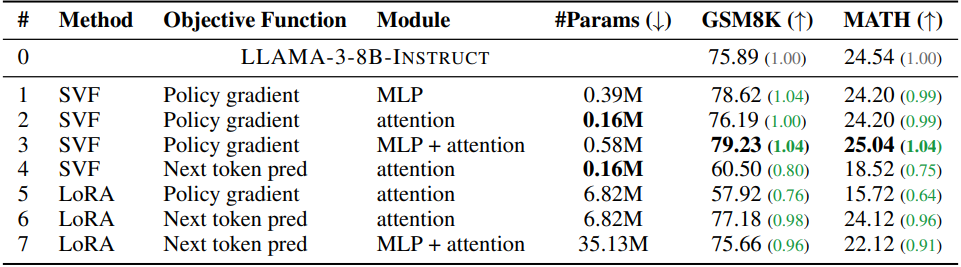 # Method Objective Function Module #Params (↓) GSM8K (↑) MATH (↑)
0 LLAMA-3-8B-INSTRUCT 75.89 (1.00) 24.54 (1.00)
1 SVF Policy gradient MLP 0.39M 78.62 (1.04) 24.20 (0.99)
2 SVF Policy gradient attention 0.16M 76.19 (1.00) 24.20 (0.99)
3 SVF Policy gradient MLP + attention 0.58M 79.23 (1.04) 25.04 (1.04)
4 SVF Next token pred attention 0.16M 60.50 (0.80) 18.52 (0.75)
5 LoRA Policy gradient attention 6.82M 57.92 (0.76) 15.72 (0.64)
6 LoRA Next token pred attention 6.82M 77.18 (0.98) 24.12 (0.96)
7 LoRA Next token pred MLP + attention 35.13M 75.66 (0.96) 22.12 (0.91)